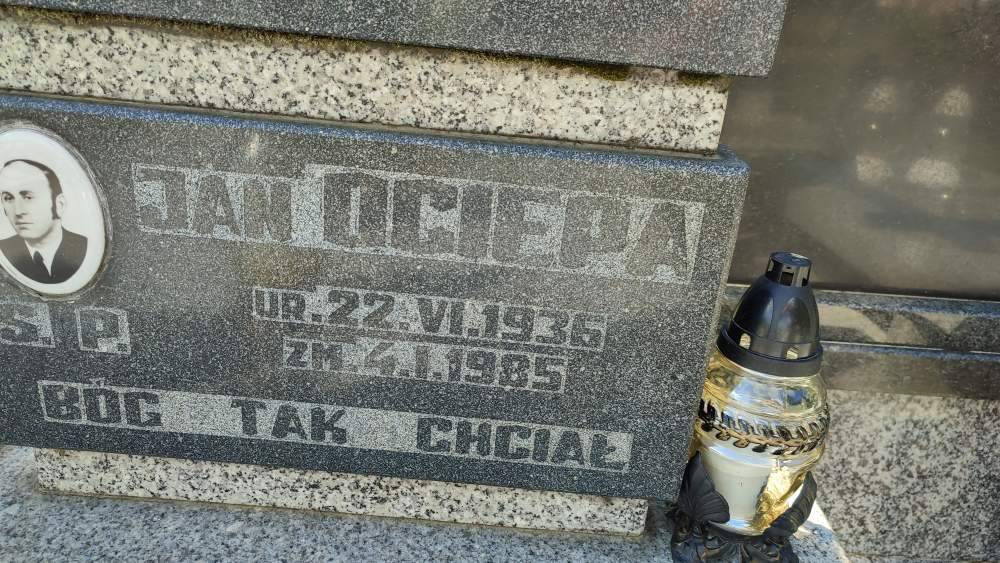 JAN OCIEPA
UR. 22. VI. 1936
ZM. 4. I. 1985
Ś. P.
BÓG TAK CHCIAŁ